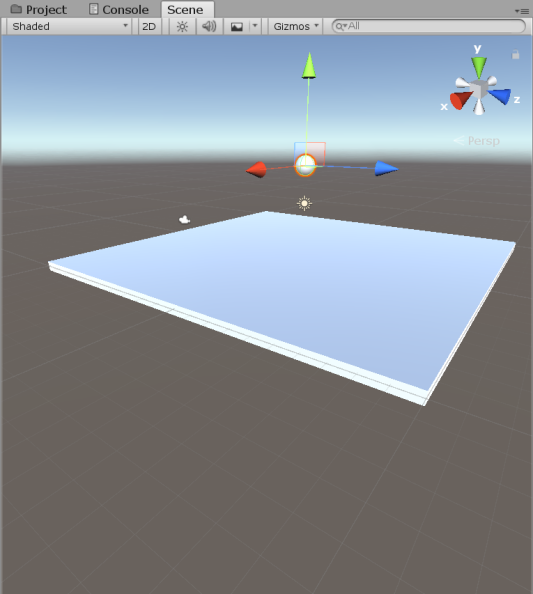 Project Console Scene
Shaded 2D Gizmos All
y
x z
Persp